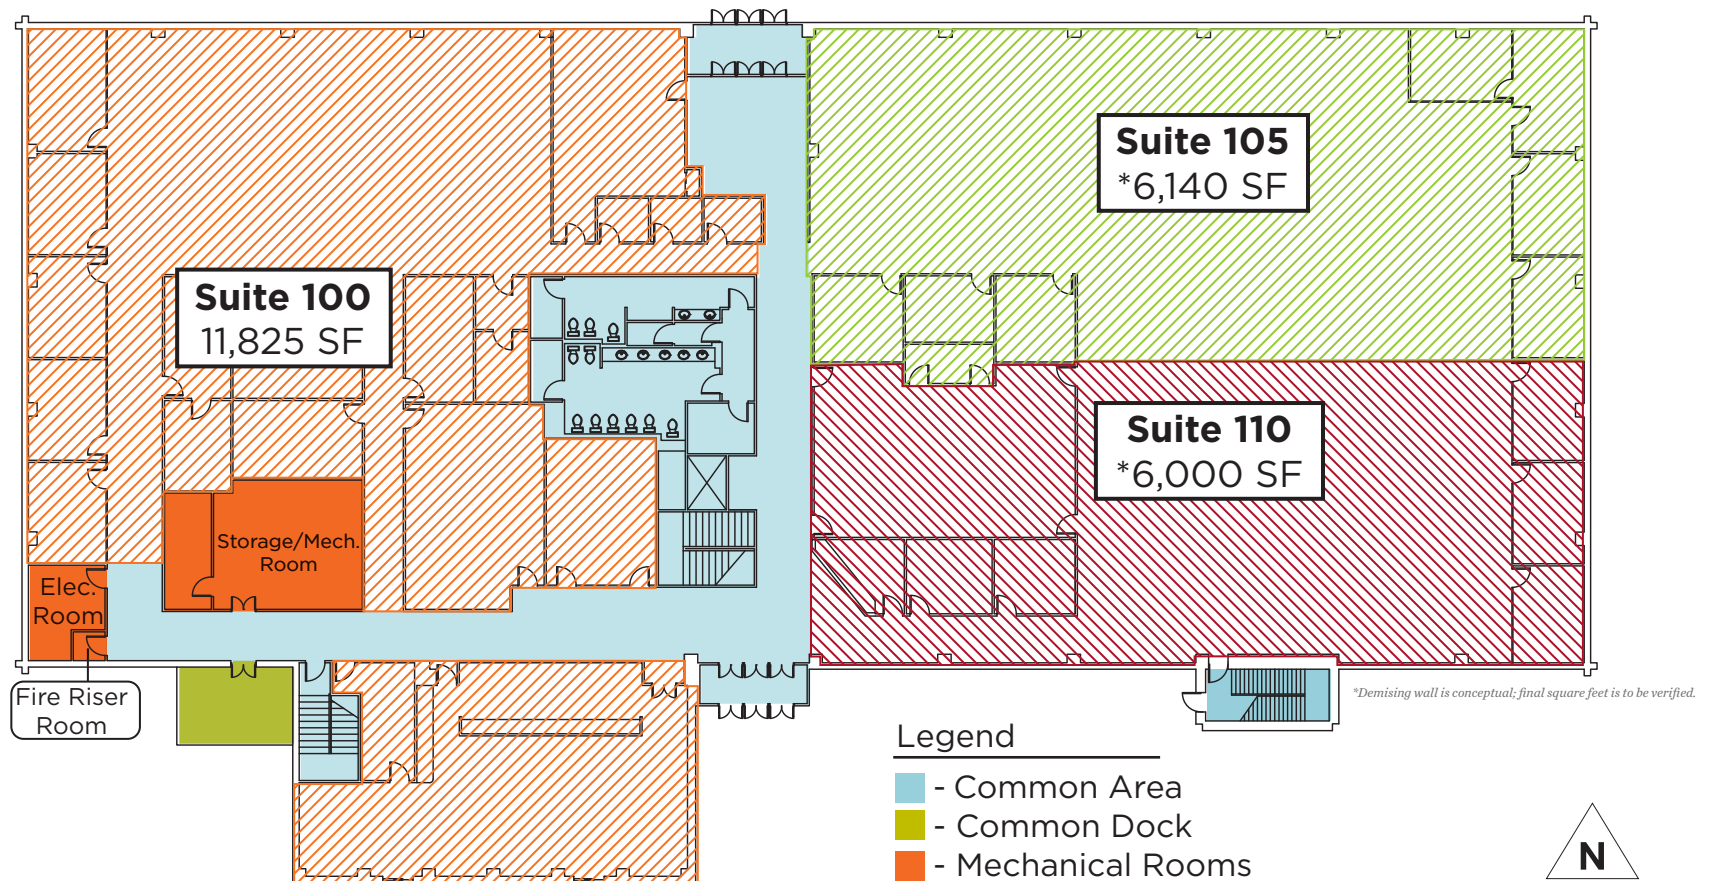 Suite 105
*6,140 SF
Suite 100
11,825 SF
Suite 110
*6,000 SF
Storage/Mech.
Room
Elec.
Room
Fire Riser
Room
*Demising wall is conceptual; final square feet is to be verified.
Legend
- Common Area
- Common Dock
- Mechanical Rooms
N